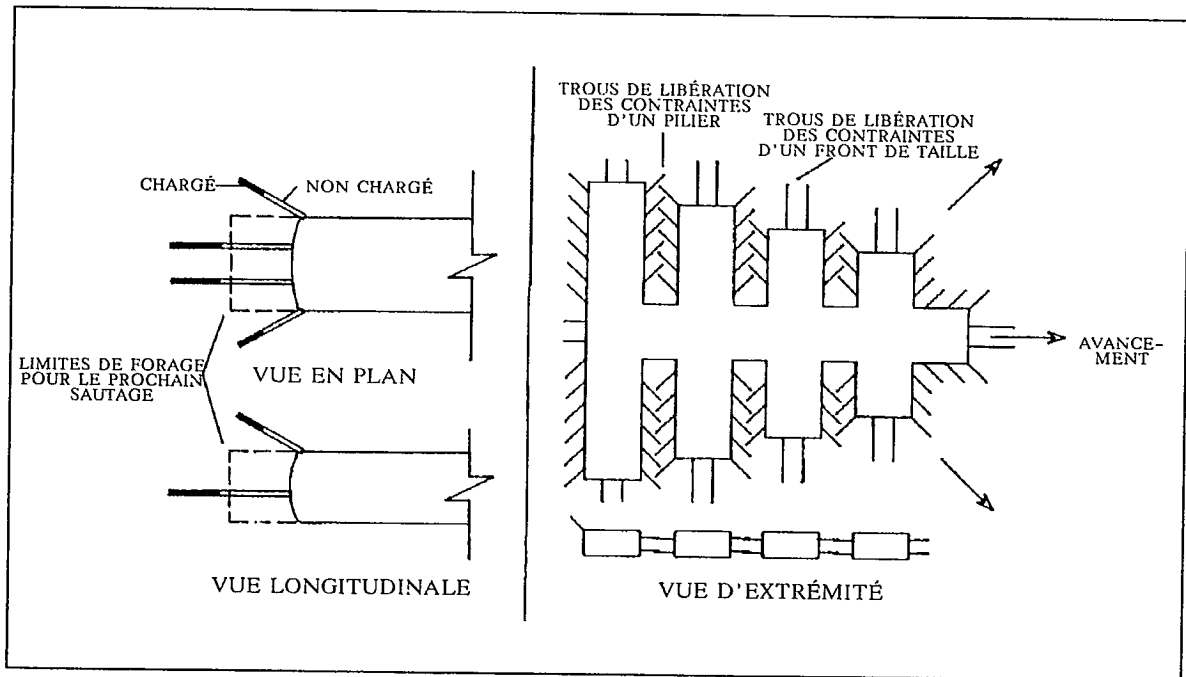 CHARGÉ
NON CHARGÉ
LIMITES DE FORAGE
POUR LE PROCHAIN
SAUTAGE
VUE EN PLAN
VUE LONGITUDINALE
TROUS DE LIBÉRATION
DES CONTRAINTES
D'UN PILIER
TROUS DE LIBÉRATION
DES CONTRAINTES
D'UN FRONT DE TAILLE
AVANCE-
MENT
VUE D'EXTRÉMITÉ